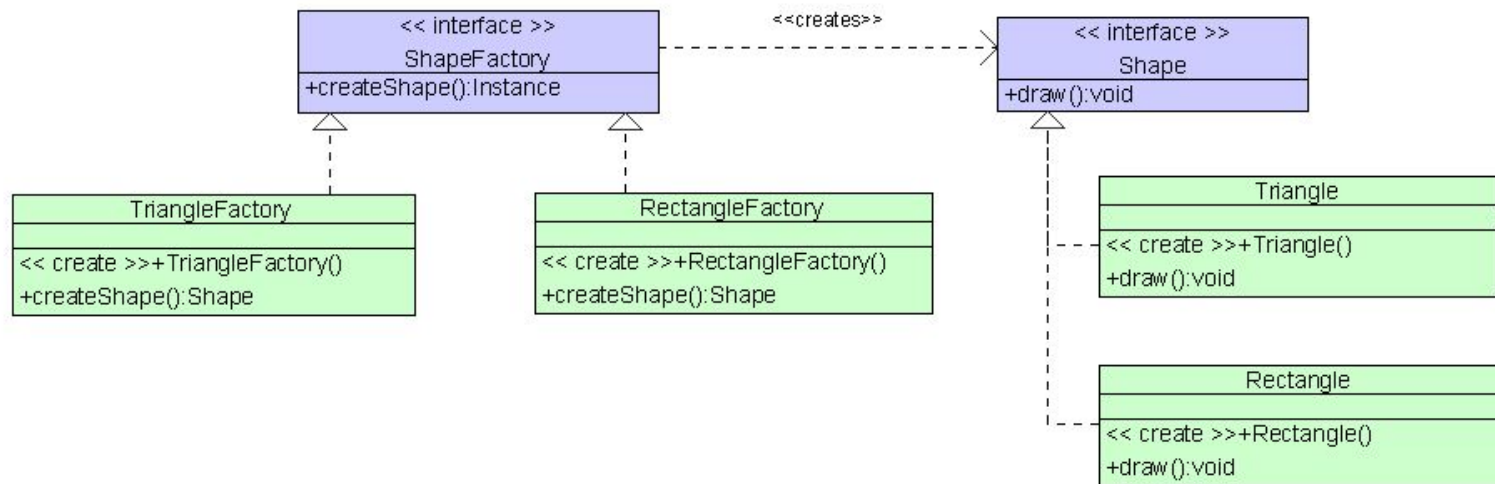 << interface >>
ShapeFactory
+createShape():Instance
<<creates>>
<< interface >>
Shape
+draw():void
TriangleFactory
<< create >>+TriangleFactory()
+createShape():Shape
RectangleFactory
<< create >>+RectangleFactory()
+createShape():Shape
Triangle
<< create >>+Triangle()
+draw():void
Rectangle
<< create >>+Rectangle()
+draw():void